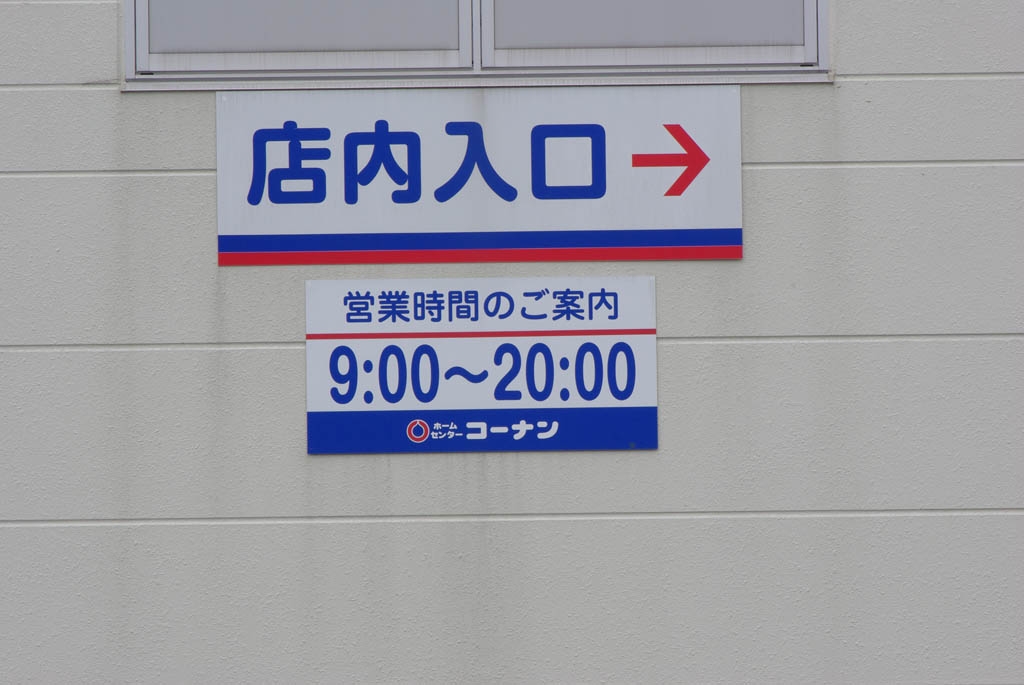 店内入口→
営業時間のご案内
9:00～20:00
ホームセンター コーナン